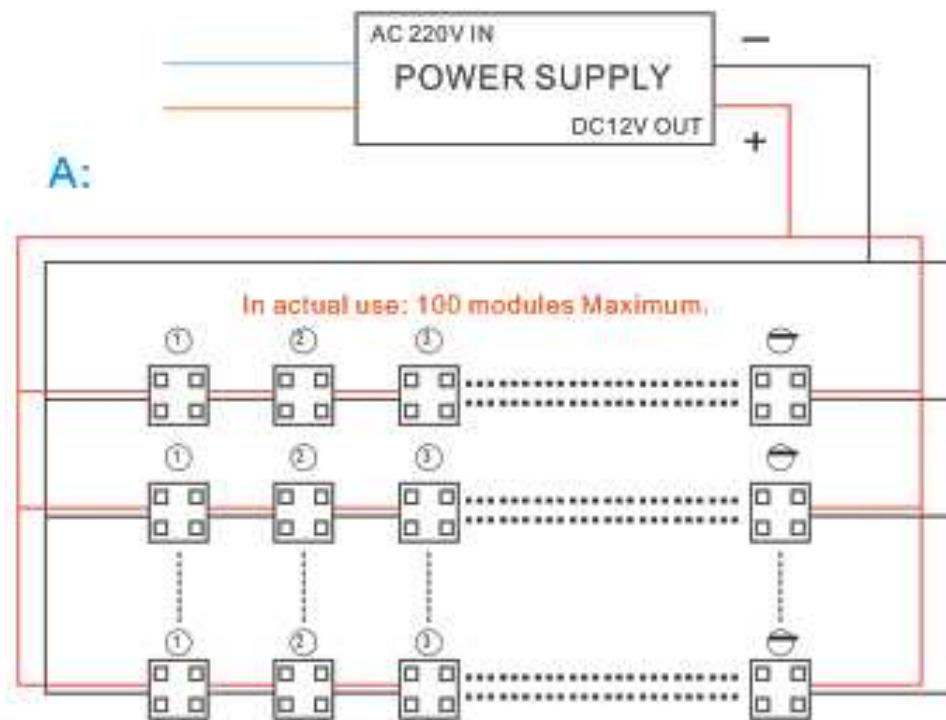 AC 220V IN
POWER SUPPLY
DC12V OUT
−
+
A:
In actual use: 100 modules Maximum.
① ② ③
① ② ③
① ② ③